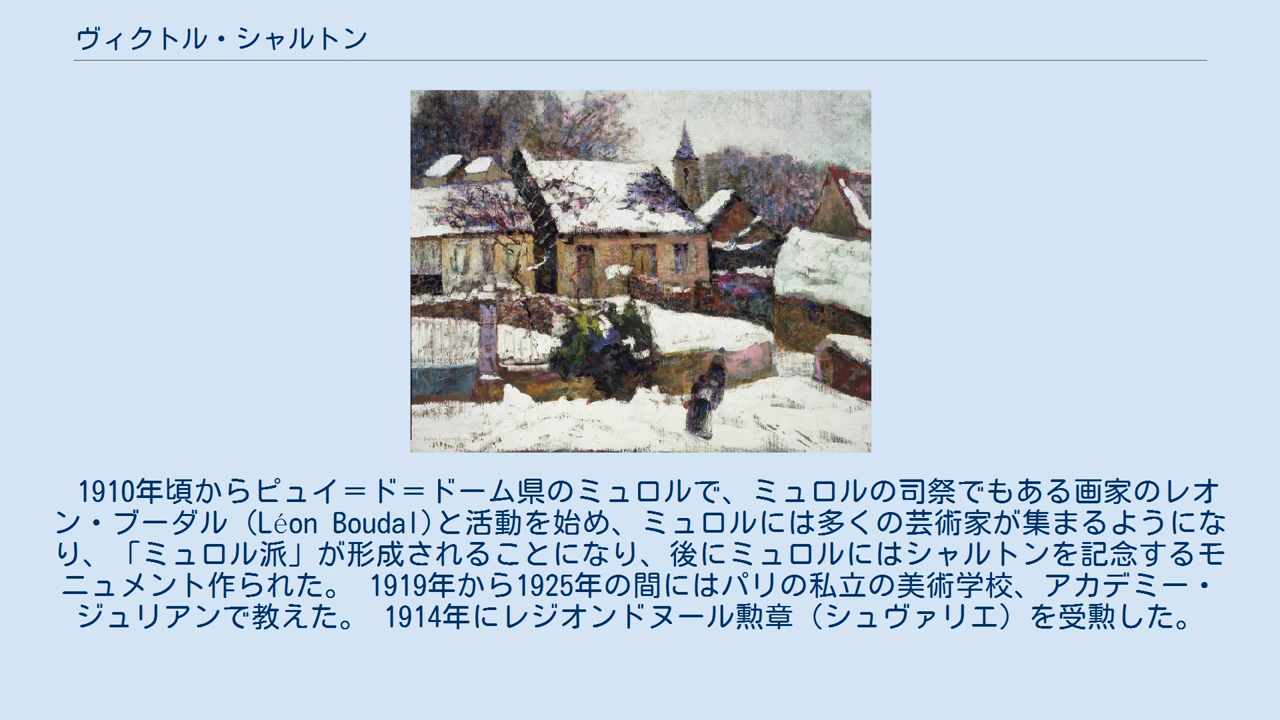 ヴィクトル・シャルトン
1910年頃からピュイ＝ド＝ドーム県のミュロルで、ミュロルの司祭でもある画家のレオ
ン・ブーダル (Léon Boudal)と活動を始め、ミュロルには多くの芸術家が集まるようにな
り、「ミュロル派」が形成されることになり、後にミュロルにはシャルトンを記念するモ
ニュメント作られた。 1919年から1925年の間にはパリの私立の美術学校、アカデミー・
ジュリアンで教えた。 1914年にレジオンドヌール勲章（シュヴァリエ）を受勲した。